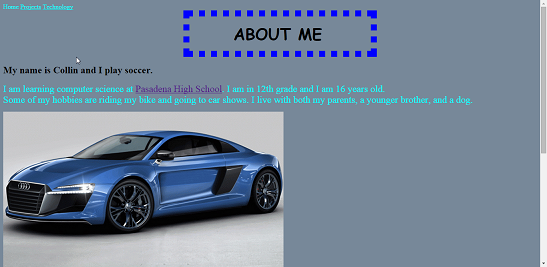 Home Projects Technology
ABOUT ME
My name is Collin and I play soccer.
I am learning computer science at Pasadena High School. I am in 12th grade and I am 16 years old.
Some of my hobbies are riding my bike and going to car shows. I live with both my parents, a younger brother, and a dog.